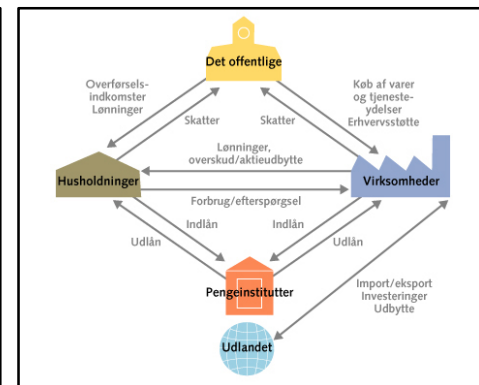 Det offentlige
Overførsels-
indkomster
Lønninger
Køb af varer
og tjeneste-
ydelser
Erhvervsstøtte
Skatter
Skatter
Lønninger,
overskud/aktieudbytte
Husholdninger
Virksomheder
Forbrug/efterspørgsel
Indlån
Indlån
Udlån
Udlån
Pengeinstitutter
Import/eksport
Investeringer
Udbytte
Udlandet